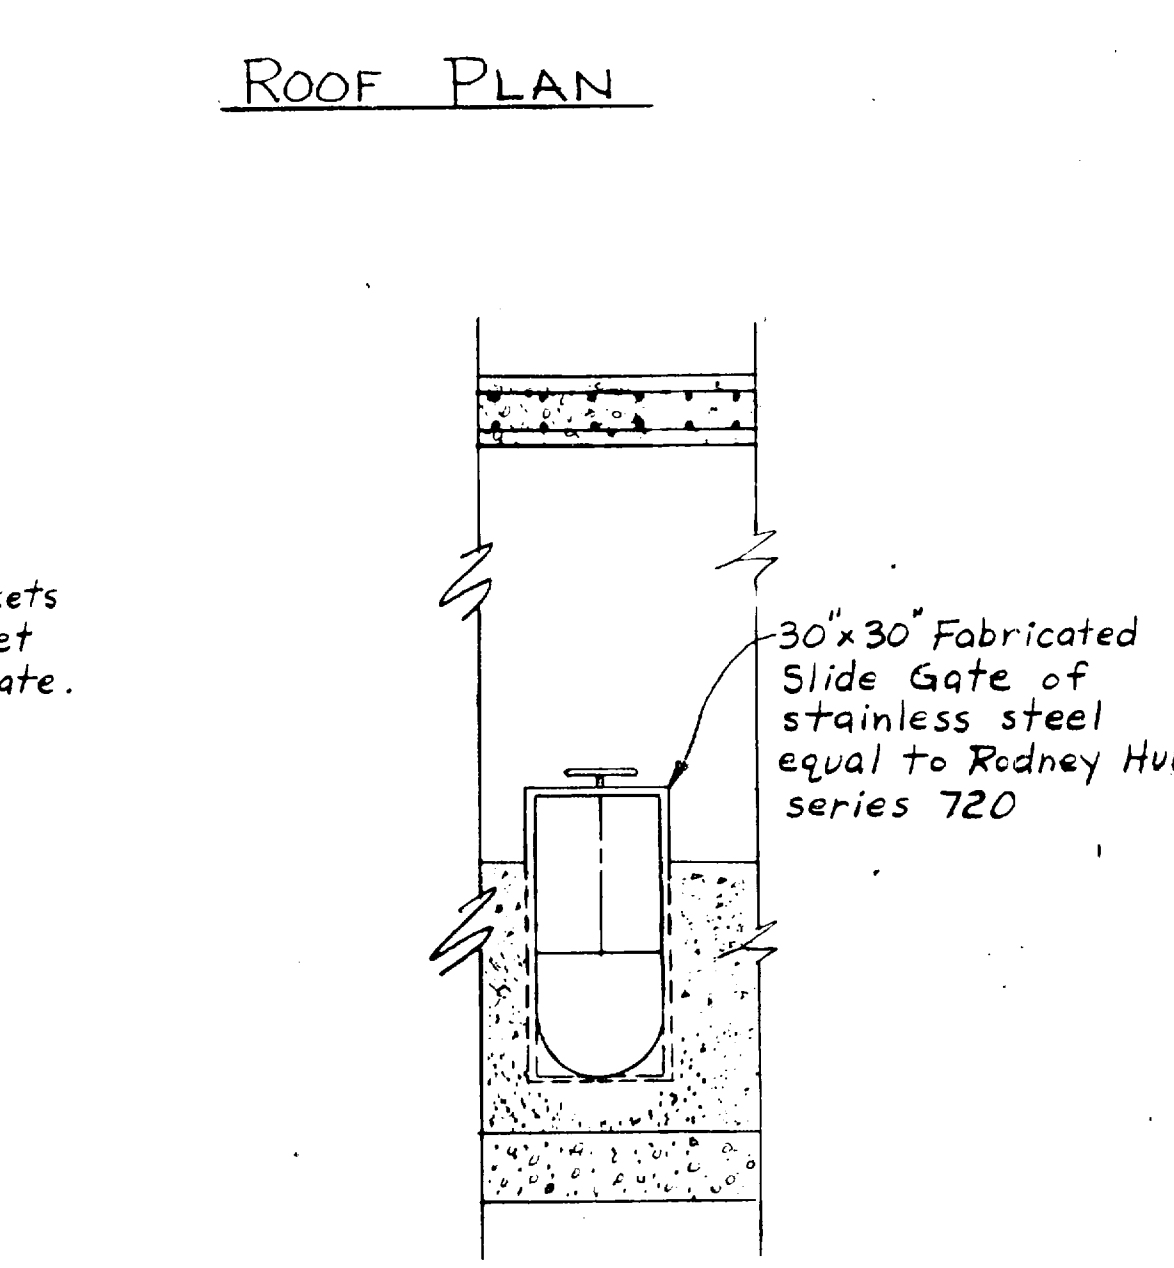 ROOF PLAN
30"x30" Fabricated
Slide Gate of
stainless steel
equal to Rodney
series 720